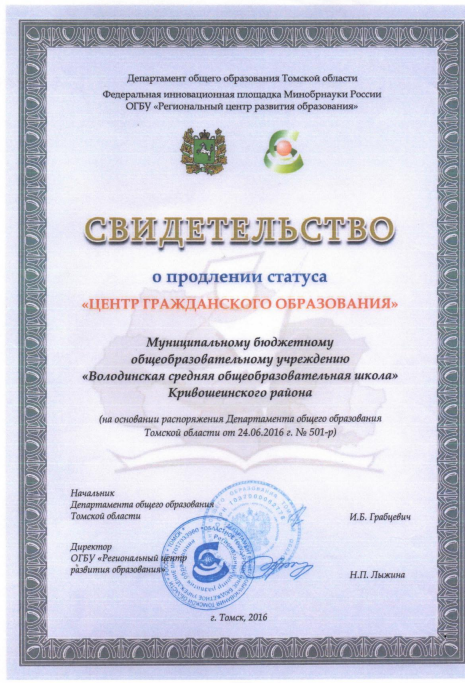 Департамент общего образования Томской области
Федеральная инновационная площадка Минобрнауки России
ОГБУ «Региональный центр развития образования»
СВИДЕТЕЛЬСТВО
о продлении статуса
«ЦЕНТР ГРАЖДАНСКОГО ОБРАЗОВАНИЯ»
Муниципальному бюджетному
общеобразовательному учреждению
«Володинская средняя общеобразовательная школа»
Кривошеинского района
(на основании распоряжения Департамента общего образования
Томской области от 24.06.2016 г. № 501-р)
Начальник
Департамента общего образования
Томской области
И.Б. Грабцевич
Директор
ОГБУ «Региональный центр
развития образования»
Н.П. Лыжина
г. Томск, 2016